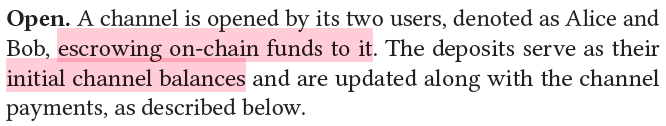 Open. A channel is opened by its two users, denoted as Alice and
Bob, escrowing on-chain funds to it. The deposits serve as their
initial channel balances and are updated along with the channel
payments, as described below.